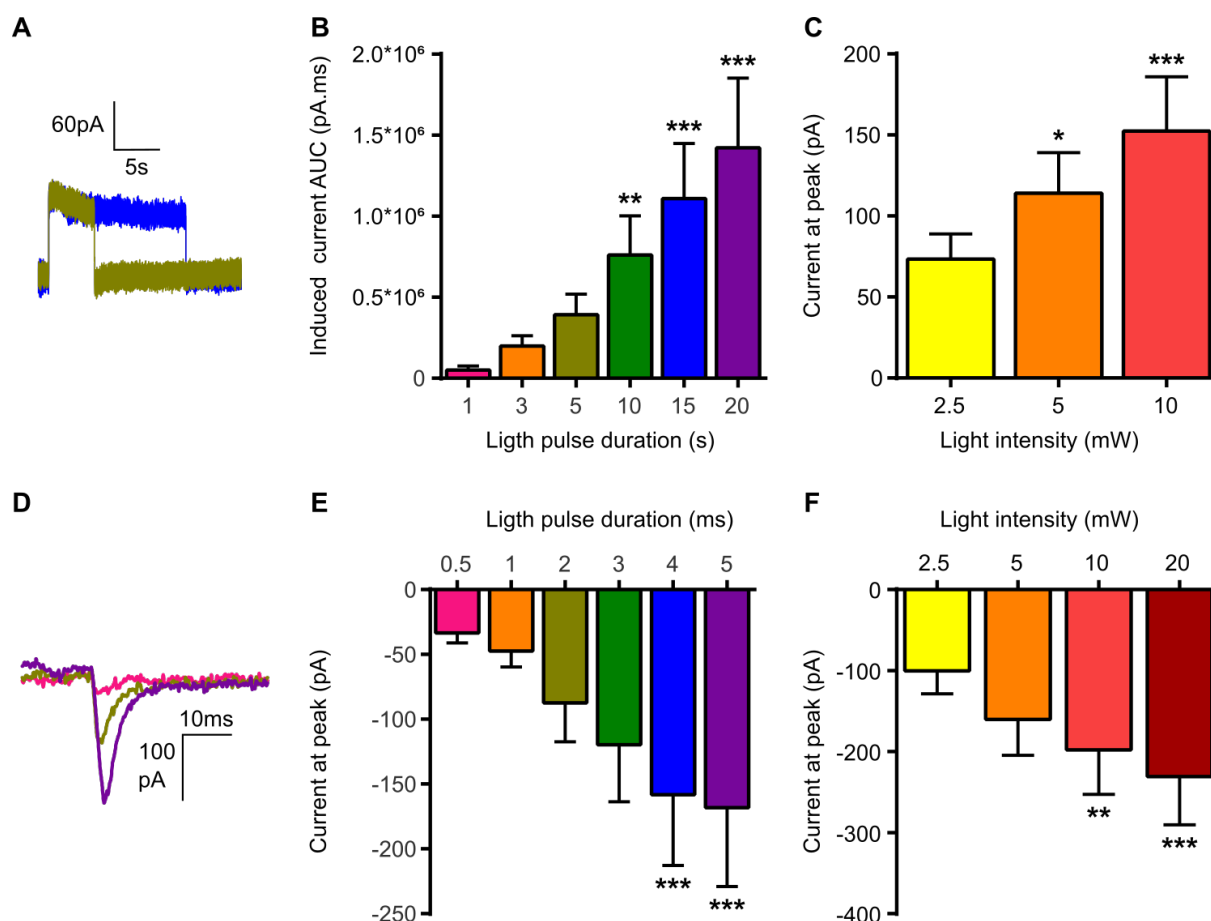 A
60pA
5s
B
Induced current AUC (pA.ms)
2.0*10⁶
1.5*10⁶
1.0*10⁶
0.5*10⁶
0
** *** ***
1 3 5 10 15 20
Ligth pulse duration (s)
C
Current at peak (pA)
200
150
100
50
0
* ***
2.5 5 10
Light intensity (mW)
D
10ms
100
pA
E
Ligth pulse duration (ms)
0.5 1 2 3 4 5
Current at peak (pA)
0
-50
-100
-150
-200
-250
*** ***
F
Light intensity (mW)
2.5 5 10 20
Current at peak (pA)
0
-100
-200
-300
-400
** ***